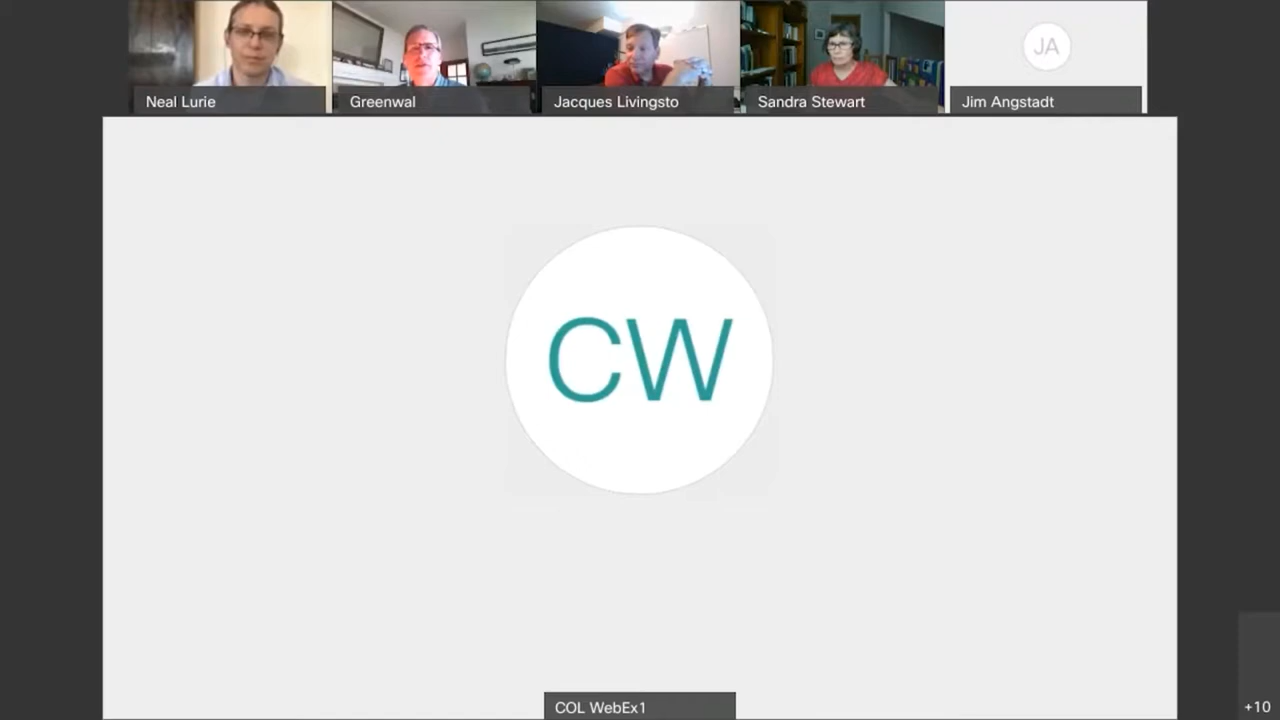 JA
Neal Lurie
Greenwal
Jacques Livingsto
Sandra Stewart
Jim Angstadt
CW
COL WebEx1
+10